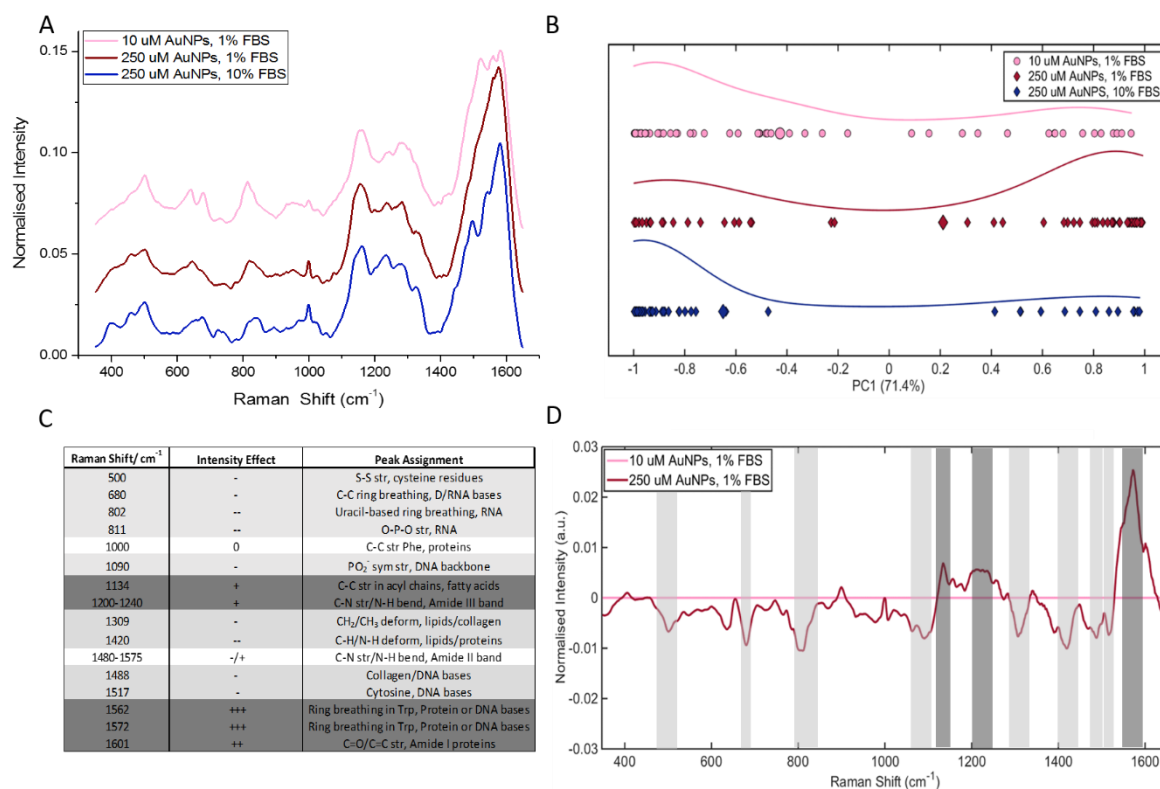 A
10 uM AuNPs, 1% FBS
250 uM AuNPs, 1% FBS
250 uM AuNPs, 10% FBS
0.15
0.10
0.05
0.00
Normalised Intensity
400 600 800 1000 1200 1400 1600
Raman Shift (cm-1)
B
10 uM AuNPs, 1% FBS
250 uM AuNPs, 1% FBS
250 uM AuNPS, 10% FBS
-1 -0.8 -0.6 -0.4 -0.2 0 0.2 0.4 0.6 0.8 1
PC1 (71.4%)
C
Raman Shift/ cm-1 Intensity Effect Peak Assignment
500 - S-S str, cysteine residues
680 - C-C ring breathing, D/RNA bases
802 -- Uracil-based ring breathing, RNA
811 -- O-P-O str, RNA
1000 0 C-C str Phe, proteins
1090 - PO2- sym str, DNA backbone
1134 + C-C str in acyl chains, fatty acids
1200-1240 + C-N str/N-H bend, Amide III band
1309 - CH2/CH3 deform, lipids/collagen
1420 -- C-H/N-H deform, lipids/proteins
1480-1575 -/+ C-N str/N-H bend, Amide II band
1488 - Collagen/DNA bases
1517 - Cytosine, DNA bases
1562 +++ Ring breathing in Trp, Protein or DNA bases
1572 +++ Ring breathing in Trp, Protein or DNA bases
1601 ++ C=O/C=C str, Amide I proteins
D
10 uM AuNPs, 1% FBS
250 uM AuNPs, 1% FBS
0.03
0.02
0.01
0
-0.01
-0.03
Normalised Intensity (a.u.)
400 600 800 1000 1200 1400 1600
Raman Shift (cm-1)